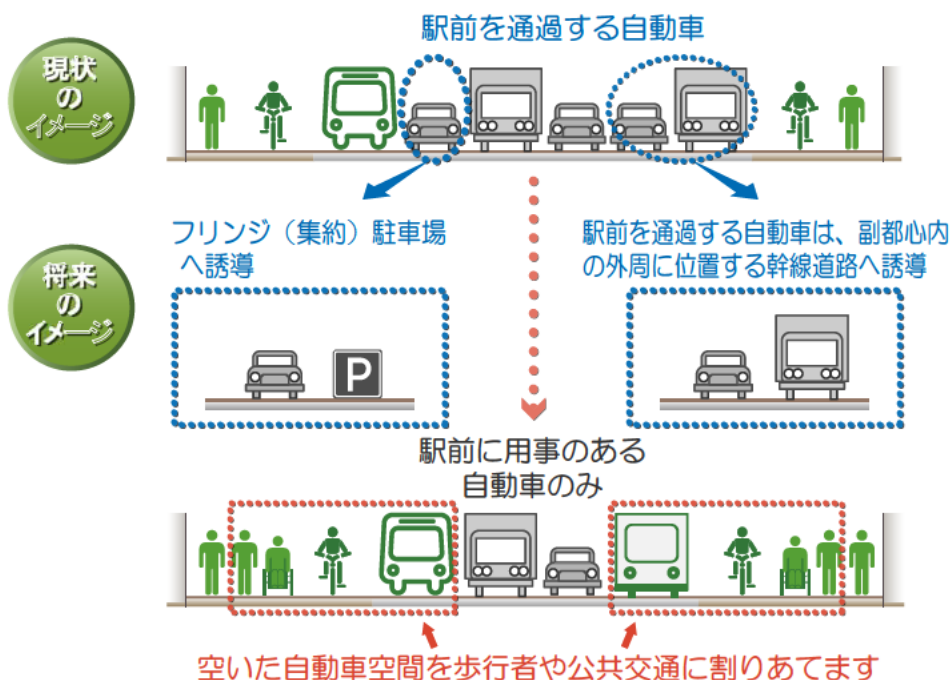 現状
の
イメージ
駅前を通過する自動車
フリンジ（集約）駐車場
へ誘導
駅前を通過する自動車は、副都心内
の外周に位置する幹線道路へ誘導
将来
の
イメージ
P
駅前に用事のある
自動車のみ
空いた自動車空間を歩行者や公共交通に割りあてます